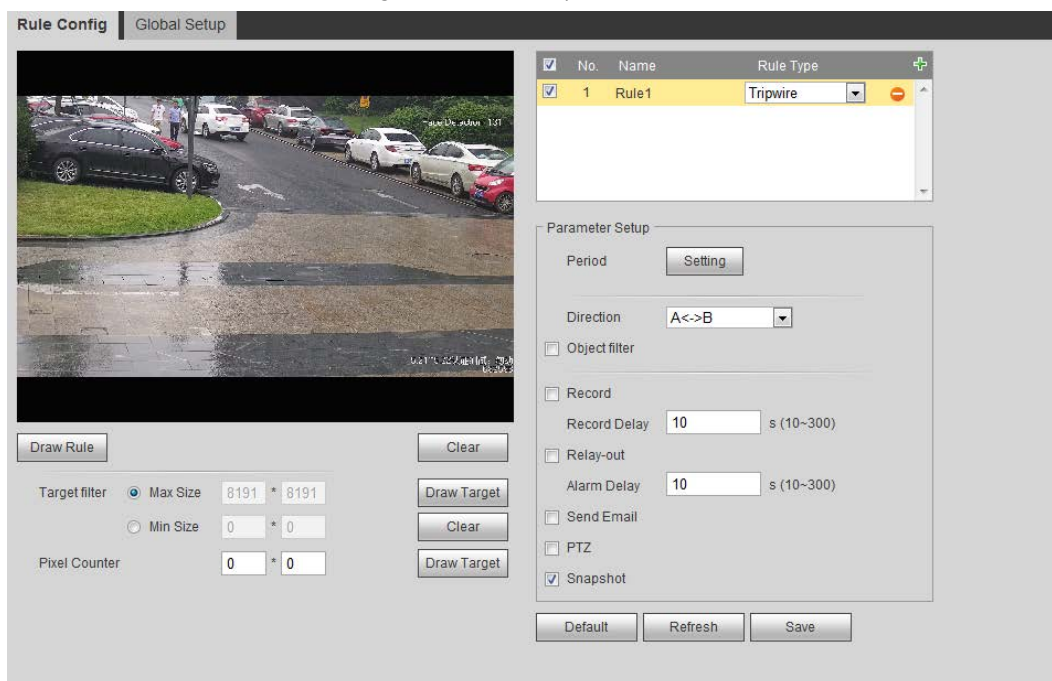 Rule Config Global Setup
No. Name Rule Type
1 Rule1 Tripwire
Parameter Setup
Period Setting
Direction A<->B
Object filter
Record
Record Delay 10 s (10~300)
Relay-out
Alarm Delay 10 s (10~300)
Send Email
PTZ
Snapshot
Default Refresh Save
Draw Rule Clear
Target filter Max Size 8191 * 8191 Draw Target
Min Size 0 * 0 Clear
Pixel Counter 0 * 0 Draw Target